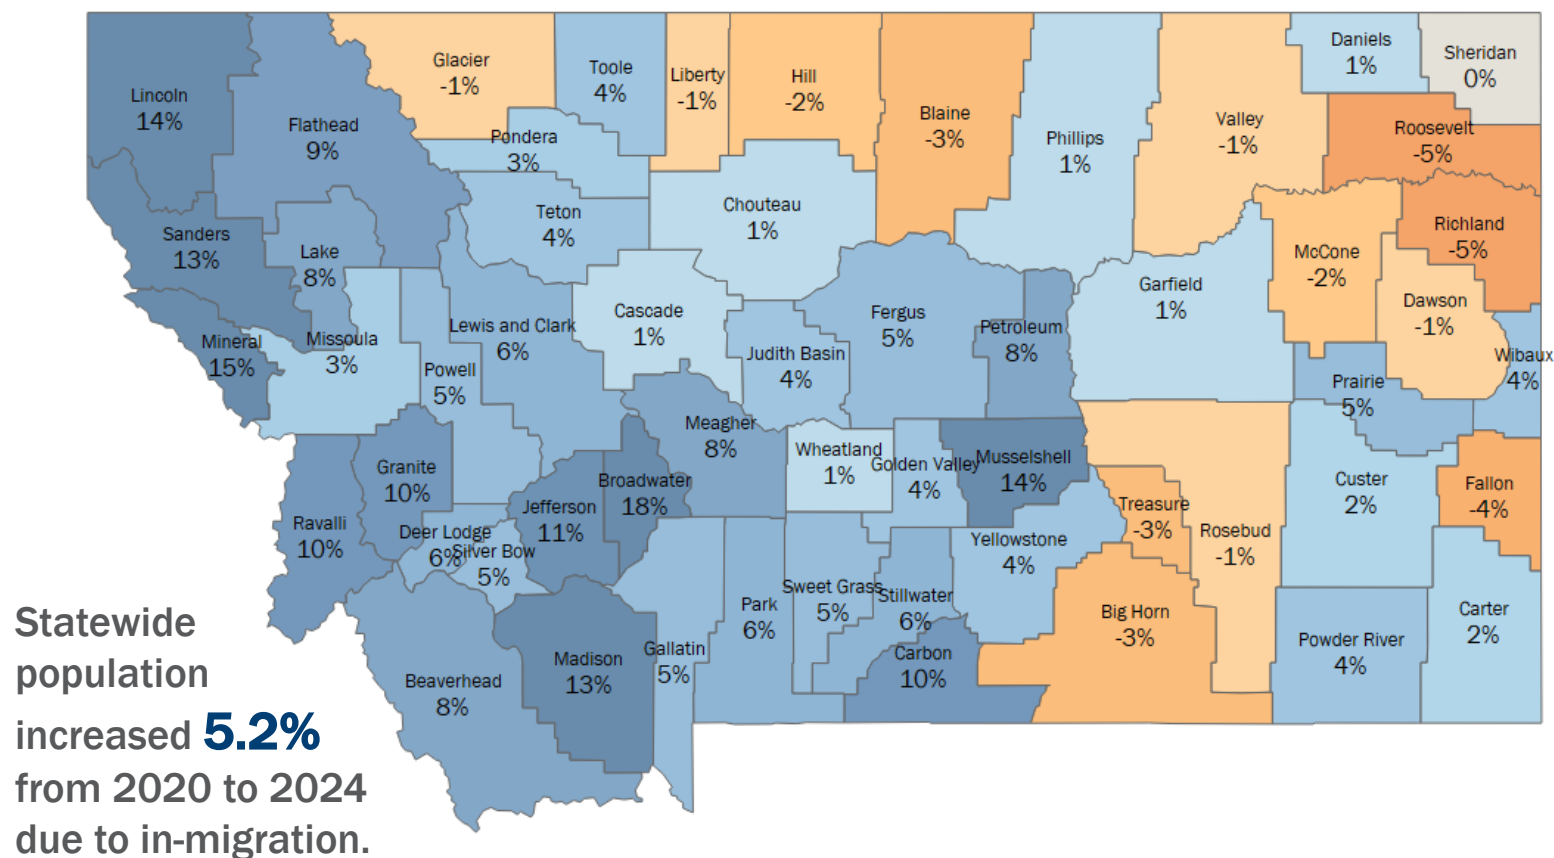 Glacier
-1%
Toole
4%
Liberty
-1%
Hill
-2%
Blaine
-3%
Phillips
1%
Valley
-1%
Daniels
1%
Sheridan
0%
Lincoln
14%
Flathead
9%
Pondera
3%
Roosevelt
-5%
Sanders
13%
Lake
8%
Teton
4%
Chouteau
1%
McCone
-2%
Richland
-5%
Mineral
15%
Missoula
3%
Powell
5%
Lewis and Clark
6%
Cascade
1%
Judith Basin
4%
Fergus
5%
Petroleum
8%
Garfield
1%
Dawson
-1%
Wibaux
4%
Prairie
5%
Ravalli
10%
Granite
10%
Deer Lodge
6%
Silver Bow
5%
Jefferson
11%
Broadwater
18%
Meagher
8%
Wheatland
1%
Golden Valley
4%
Musselshell
14%
Treasure
-3%
Rosebud
-1%
Custer
2%
Fallon
-4%
Yellowstone
4%
Beaverhead
8%
Madison
13%
Gallatin
5%
Park
6%
Sweet Grass
5%
Stillwater
6%
Carbon
10%
Big Horn
-3%
Powder River
4%
Carter
2%
Statewide
population
increased 5.2%
from 2020 to 2024
due to in-migration.